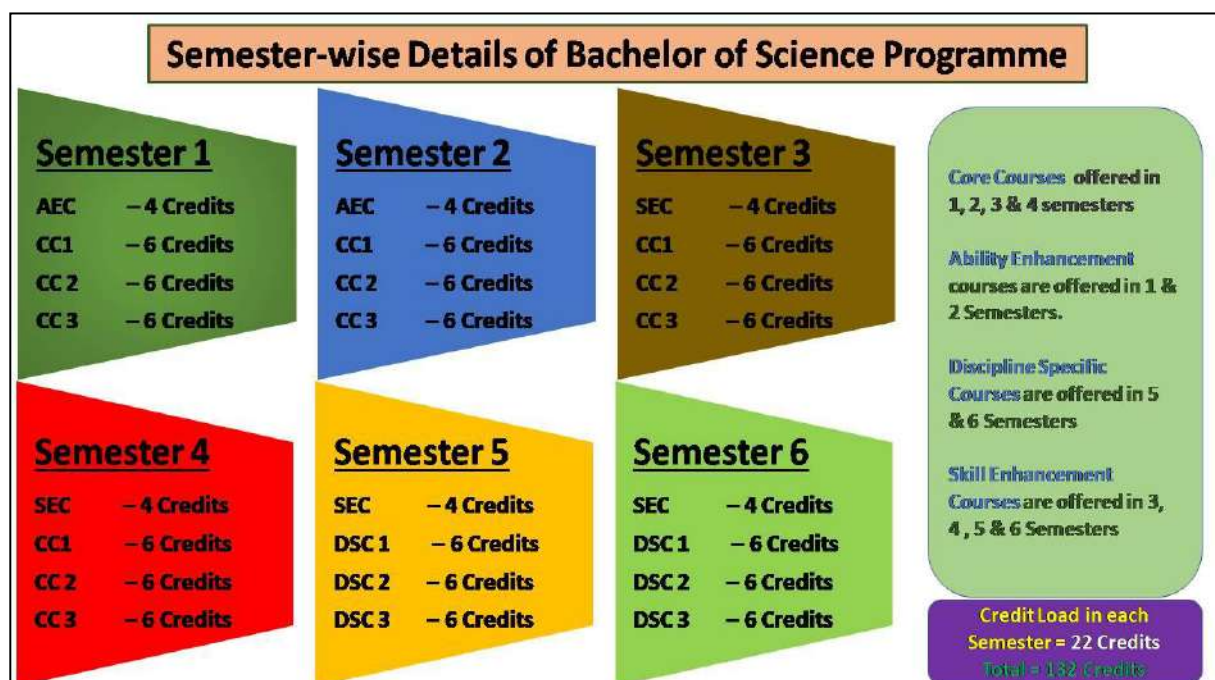 Semester-wise Details of Bachelor of Science Programme
Semester 1
AEC – 4 Credits
CC1 – 6 Credits
CC 2 – 6 Credits
CC 3 – 6 Credits
Semester 2
AEC – 4 Credits
CC1 – 6 Credits
CC 2 – 6 Credits
CC 3 – 6 Credits
Semester 3
SEC – 4 Credits
CC1 – 6 Credits
CC 2 – 6 Credits
CC 3 – 6 Credits
Semester 4
SEC – 4 Credits
CC1 – 6 Credits
CC 2 – 6 Credits
CC 3 – 6 Credits
Semester 5
SEC – 4 Credits
DSC 1 – 6 Credits
DSC 2 – 6 Credits
DSC 3 – 6 Credits
Semester 6
SEC – 4 Credits
DSC 1 – 6 Credits
DSC 2 – 6 Credits
DSC 3 – 6 Credits
Core Courses offered in
1, 2, 3 & 4 semesters
Ability Enhancement
courses are offered in 1 &
2 Semesters.
Discipline Specific
Courses are offered in 5
& 6 Semesters
Skill Enhancement
Courses are offered in 3,
4 , 5 & 6 Semesters
Credit Load in each
Semester = 22 Credits
Total = 132 Credits